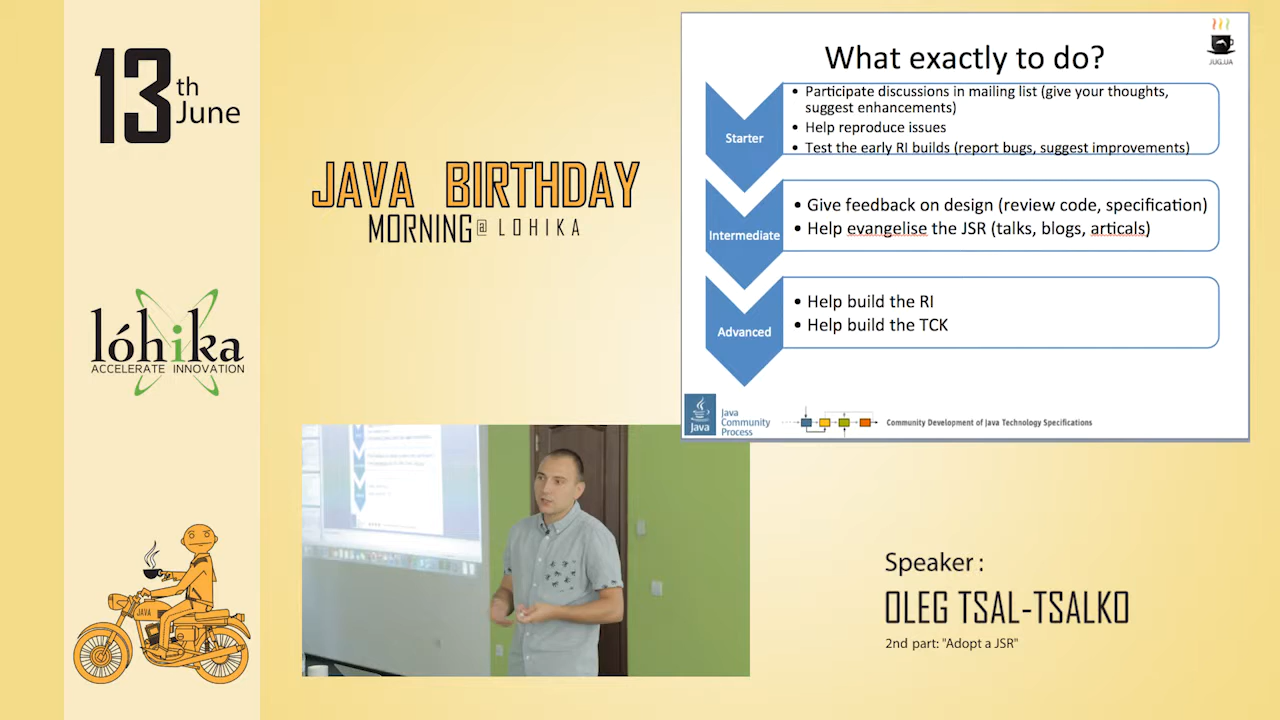 13
th
June
JAVA BIRTHDAY
MORNING@LOHIKA
lóhika
ACCELERATE INNOVATION
JAVA
What exactly to do?
JUG.UA
Starter
• Participate discussions in mailing list (give your thoughts,
suggest enhancements)
• Help reproduce issues
• Test the early RI builds (report bugs, suggest improvements)
Intermediate
• Give feedback on design (review code, specification)
• Help evangelise the JSR (talks, blogs, articals)
Advanced
• Help build the RI
• Help build the TCK
Java
Java
Community
Process
Community Development of Java Technology Specifications
Speaker :
OLEG TSAL-TSALKO
2nd part: "Adopt a JSR"